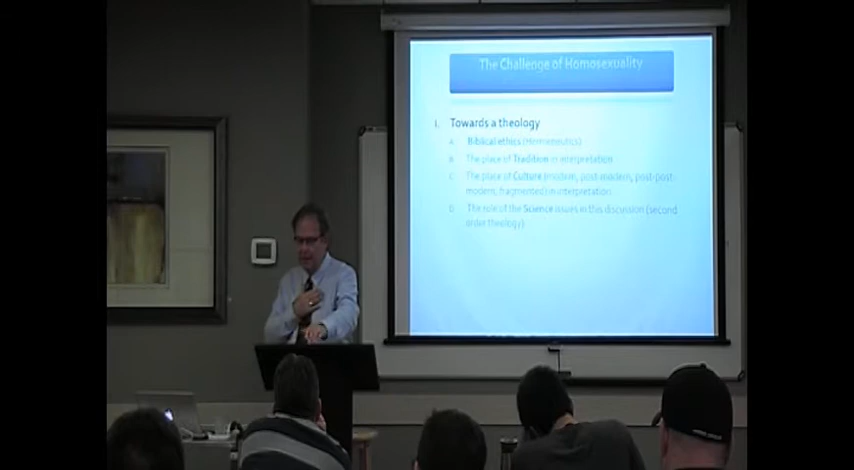 The Challenge of Homosexuality
I. Towards a theology
A. Biblical ethics (Hermeneutics)
B. The place of Tradition in interpretation
C. The place of Culture (modern, post-modern, post-post-
modern, fragmented) in interpretation.
D. The role of the Science issues in this discussion (second
order theology)